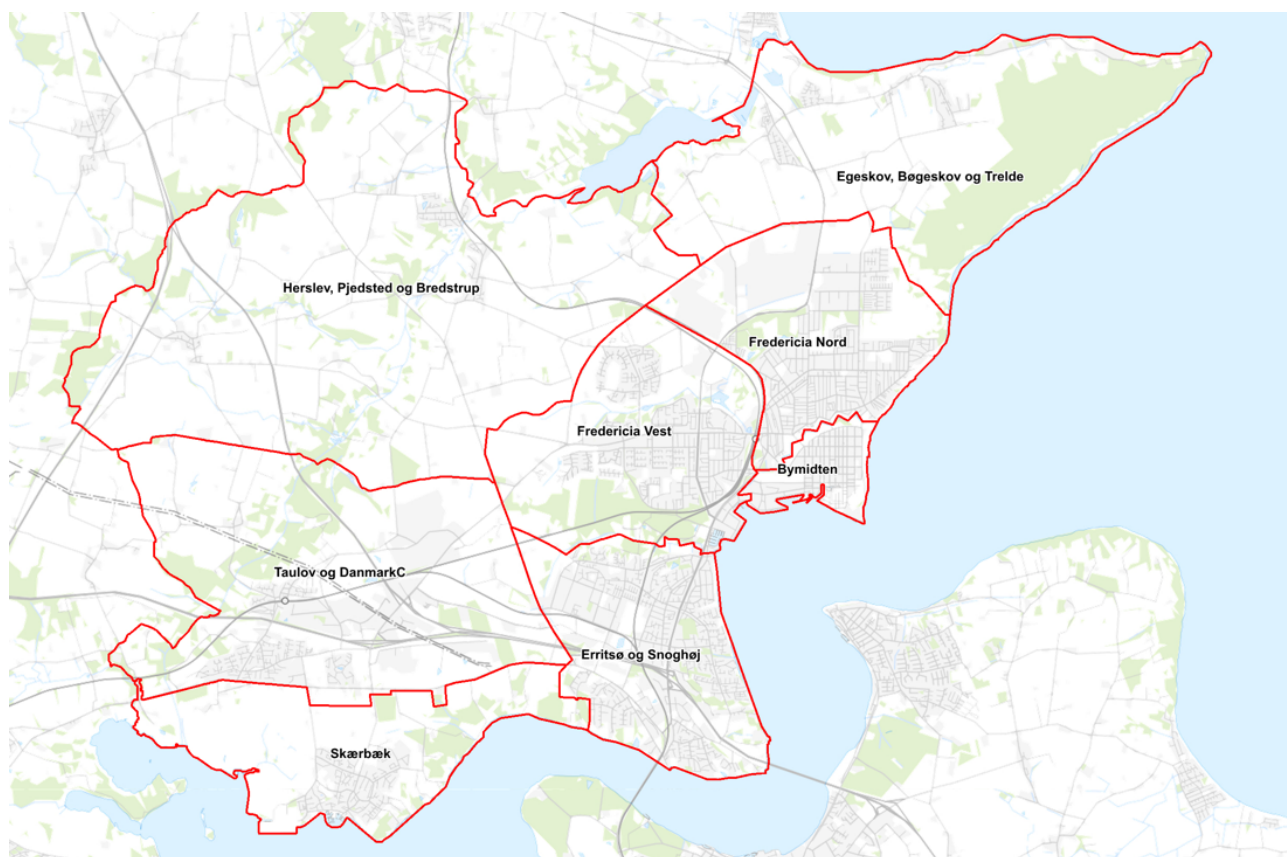 Egeskov, Bøgeskov og Trelde
Herslev, Pjedsted og Bredstrup
Fredericia Nord
Fredericia Vest
Bymidten
Taulov og DanmarkC
Erritsø og Snoghøj
Skærbæk